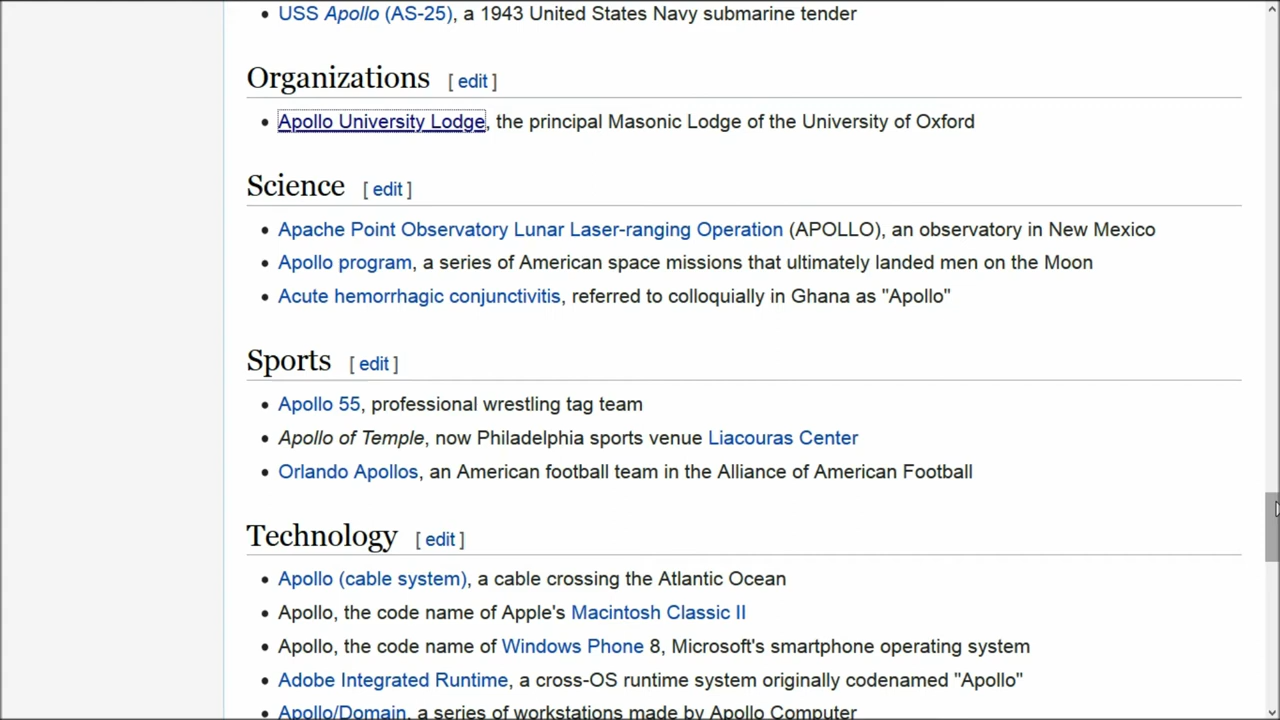 USS Apollo (AS-25), a 1943 United States Navy submarine tender
Organizations [ edit ]
Apollo University Lodge, the principal Masonic Lodge of the University of Oxford
Science [ edit ]
Apache Point Observatory Lunar Laser-ranging Operation (APOLLO), an observatory in New Mexico
Apollo program, a series of American space missions that ultimately landed men on the Moon
Acute hemorrhagic conjunctivitis, referred to colloquially in Ghana as "Apollo"
Sports [ edit ]
Apollo 55, professional wrestling tag team
Apollo of Temple, now Philadelphia sports venue Liacouras Center
Orlando Apollos, an American football team in the Alliance of American Football
Technology [ edit ]
Apollo (cable system), a cable crossing the Atlantic Ocean
Apollo, the code name of Apple's Macintosh Classic II
Apollo, the code name of Windows Phone 8, Microsoft's smartphone operating system
Adobe Integrated Runtime, a cross-OS runtime system originally codenamed "Apollo"
Apollo/Domain, a series of workstations made by Apollo Computer